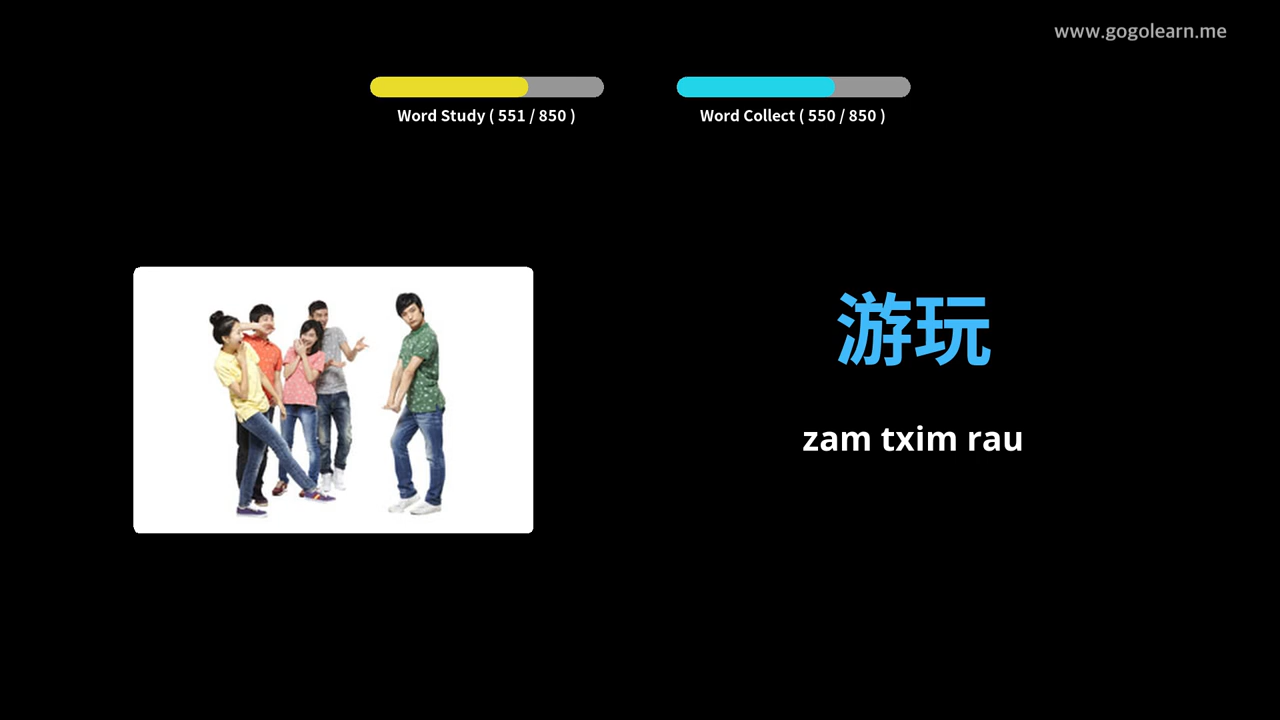 www.gogolearn.me
Word Study ( 551 / 850 )
Word Collect ( 550 / 850 )
游玩
zam txim rau